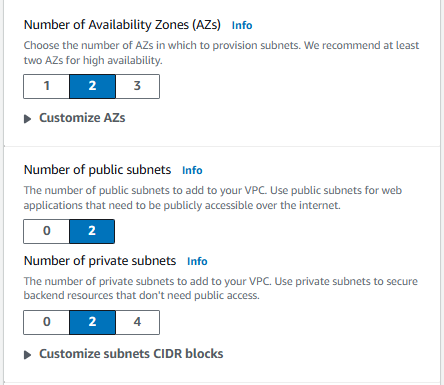 Number of Availability Zones (AZs) Info
Choose the number of AZs in which to provision subnets. We recommend at least
two AZs for high availability.
1 2 3
Customize AZs
Number of public subnets Info
The number of public subnets to add to your VPC. Use public subnets for web
applications that need to be publicly accessible over the internet.
0 2
Number of private subnets Info
The number of private subnets to add to your VPC. Use private subnets to secure
backend resources that don't need public access.
0 2 4
Customize subnets CIDR blocks